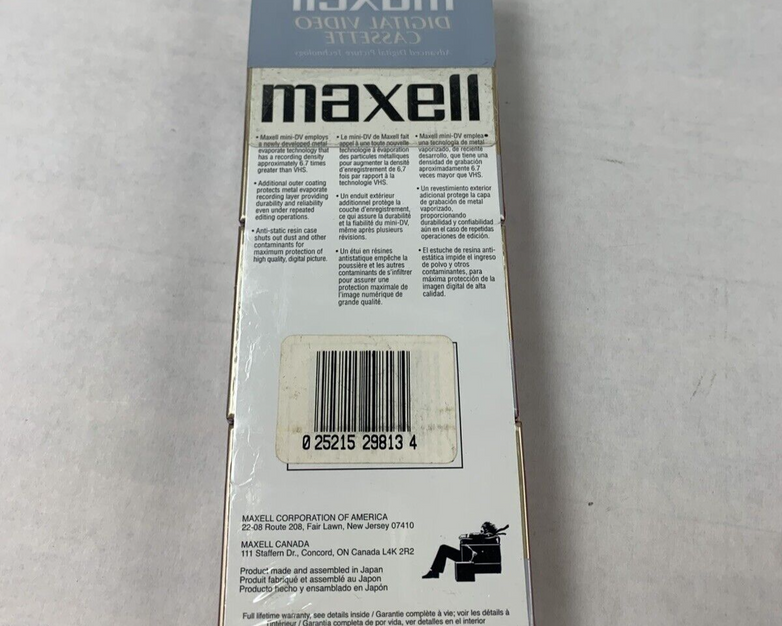 maxell
DIGITAL VIDEO
CASSETTE
Advanced Digital Picture Technology
maxell
• Maxell mini-DV employs
a newly developed metal
evaporate technology that
has a recording density
approximately 6.7 times
greater than VHS.
• Additional outer coating
protects metal evaporate
recording layer providing
durability and reliability
even under repeated
editing operations.
• Anti-static resin case
shuts out dust and other
contaminants for
maximum protection of
high quality, digital picture.
• Le mini-DV de Maxell fait
appel à une toute nouvelle
technologie à évaporation
des particules métalliques
pour augmenter la densité
d'enregistrement de 6,7
fois par rapport à la
technologie VHS.
• Un enduit extérieur
additionnel protège la
couche d'enregistrement,
ce qui assure la durabilité
et la fiabilité du mini-DV,
même après plusieurs
révisions.
• Un étui en résines
antistatique empêche la
poussière et les autres
contaminants de s'infiltrer
pour assurer une
protection maximale de
l'image numérique de
grande qualité.
• Maxell mini-DV emplea
una tecnología de metal
vaporizado, de reciente
desarrollo, que tiene una
densidad de grabación
aproximadamente 6.7
veces mayor que VHS.
• Un revestimiento exterior
adicional protege la capa
de grabación de metal
vaporizado,
proporcionando
durabilidad y confiabilidad
aún en el caso de repetidas
operaciones de edición.
• El estuche de resina anti-
estática impide el ingreso
de polvo y otros
contaminantes, para
máxima protección de la
imagen digital de alta
calidad.
0 25215 29813 4
MAXELL CORPORATION OF AMERICA
22-08 Route 208, Fair Lawn, New Jersey 07410
MAXELL CANADA
111 Staffern Dr., Concord, ON Canada L4K 2R2
Product made and assembled in Japan
Produit fabriqué et assemblé au Japon
Producto hecho y ensamblado en Japón
Full lifetime warranty, see details inside / Garantie complète à vie; voir les détails à
l'intérieur / Garantía completa de por vida, ver detalles en el interior